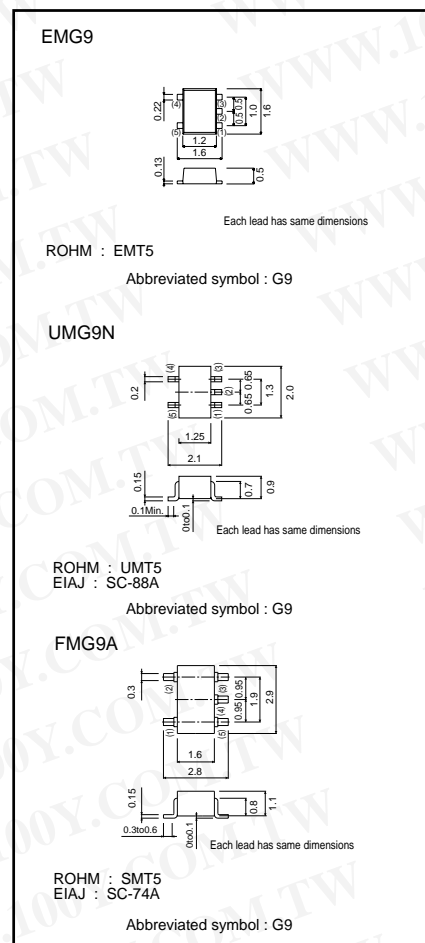 EMG9
0.22
(4)
(3)
(2)
(5)
(1)
0.5 0.5
1.0
1.6
1.2
1.6
0.13
0.5
Each lead has same dimensions
ROHM : EMT5
Abbreviated symbol : G9
UMG9N
0.2
(4)
(3)
(2)
(5)
(1)
0.65 0.65
1.3
2.0
1.25
2.1
0.15
0.1Min.
0to0.1
0.7
0.9
Each lead has same dimensions
ROHM : UMT5
EIAJ : SC-88A
Abbreviated symbol : G9
FMG9A
0.3
(2)
(3)
(4)
(1)
(5)
0.95 0.95
1.9
2.9
1.6
2.8
0.15
0.3to0.6
0to0.1
0.8
1.1
Each lead has same dimensions
ROHM : SMT5
EIAJ : SC-74A
Abbreviated symbol : G9